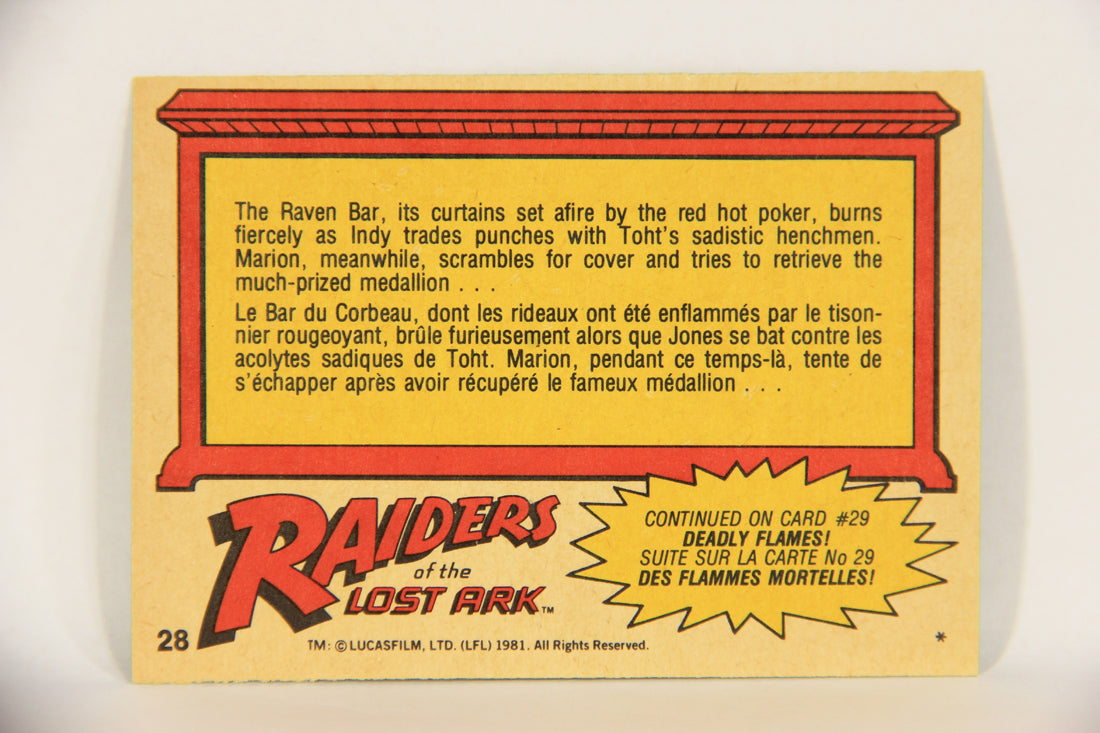 The Raven Bar, its curtains set afire by the red hot poker, burns
fiercely as Indy trades punches with Toht's sadistic henchmen.
Marion, meanwhile, scrambles for cover and tries to retrieve the
much-prized medallion . . .
Le Bar du Corbeau, dont les rideaux ont été enflammés par le tison-
nier rougeoyant, brûle furieusement alors que Jones se bat contre les
acolytes sadiques de Toht. Marion, pendant ce temps-là, tente de
s'échapper après avoir récupéré le fameux médallion . . .
RAIDERS
of the
LOST ARK™
CONTINUED ON CARD #29
DEADLY FLAMES!
SUITE SUR LA CARTE No 29
DES FLAMMES MORTELLES!
28
TM: © LUCASFILM, LTD. (LFL) 1981. All Rights Reserved.
*